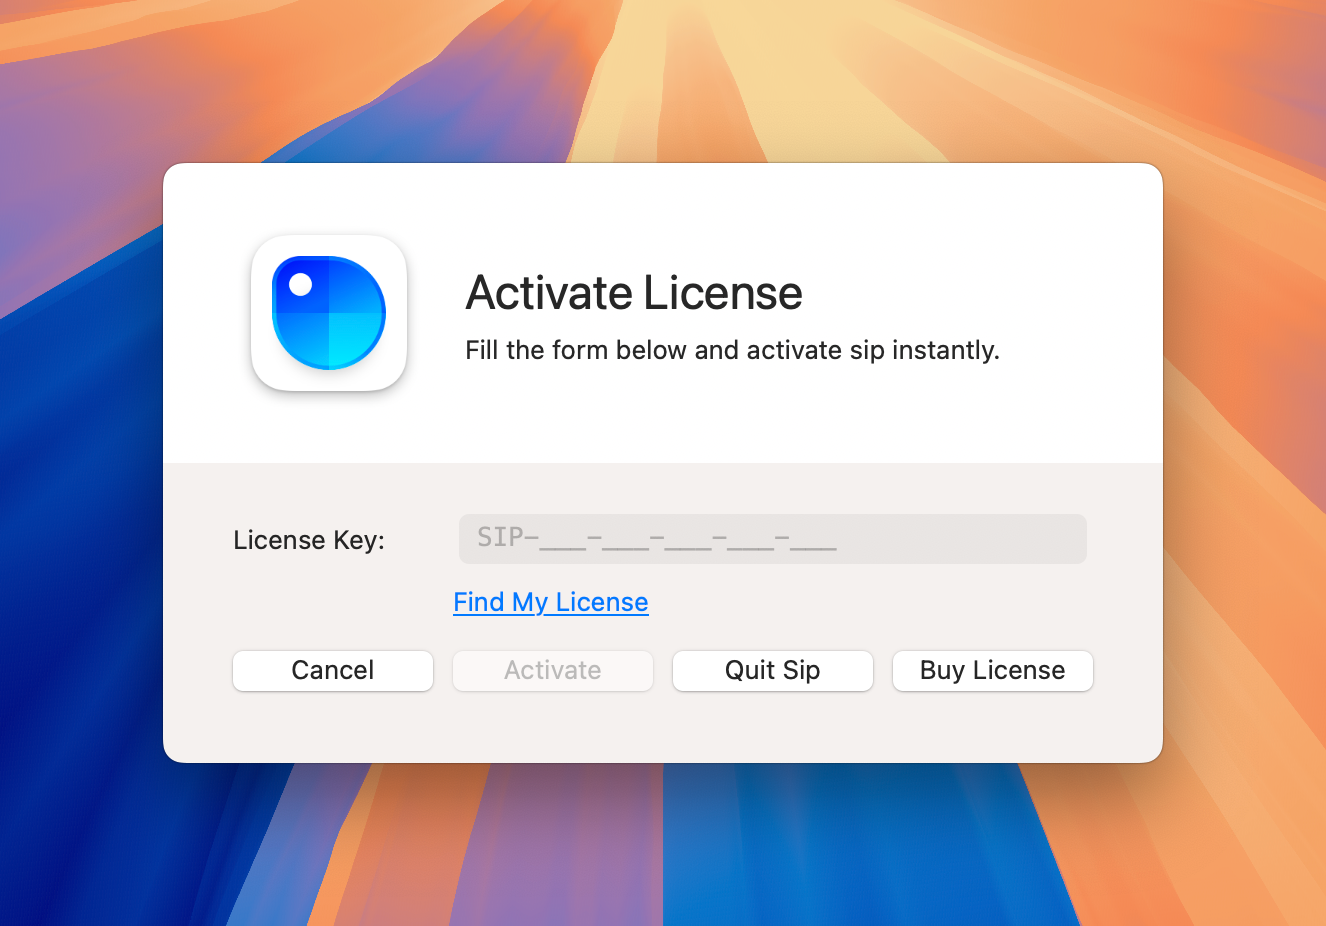 Activate License
Fill the form below and activate sip instantly.
License Key: SIP-___-___-___-___-___
Find My License
Cancel Activate Quit Sip Buy License